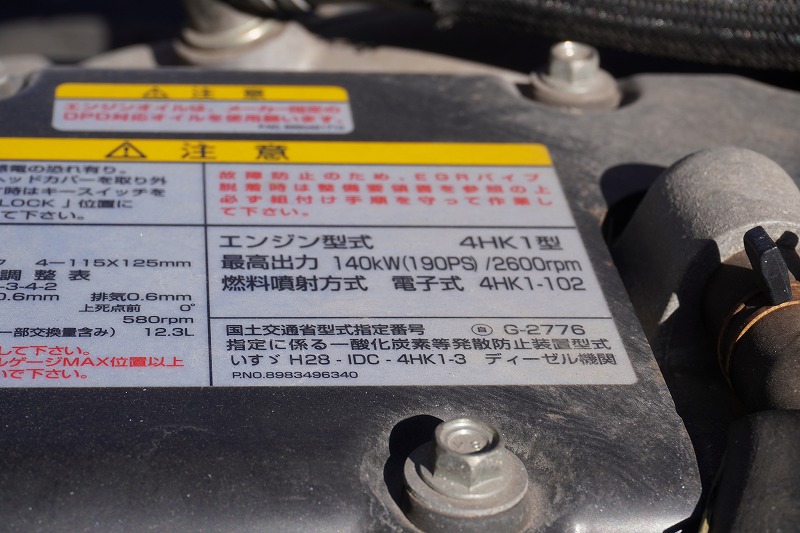 注意
エンジンオイルは、メーカー指定の
DPD対応オイルを使用願います。
注意
感電の恐れ有り。
ヘッドカバーを取り外
時はキースイッチを
LOCK」位置に
て下さい。
故障防止のため、EGRパイプ
脱着時は整備要領書を参照の上
必ず組付け手順を守って作業し
て下さい。
4-115X125mm
調整表
-3-4-2
0.6mm 排気0.6mm
上死点前 0°
580rpm
一部交換量含み) 12.3L
して下さい。
ルゲージMAX位置以上
いで下さい。
エンジン型式 4HK1型
最高出力 140kW(190PS)/2600rpm
燃料噴射方式 電子式 4HK1-102
国土交通省型式指定番号 自 G-2776
指定に係る一酸化炭素等発散防止装置型式
いすゞ H28-IDC-4HK1-3 ディーゼル機関
P.NO.8983496340